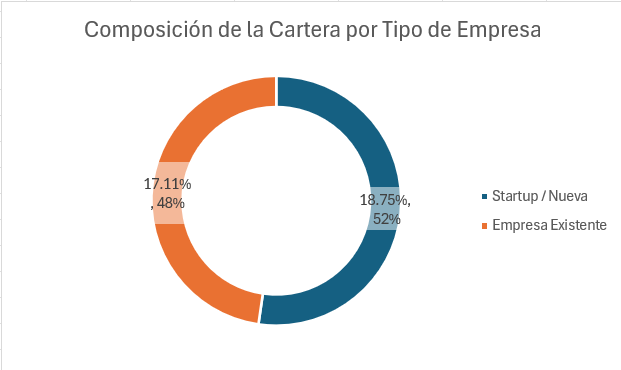 Composición de la Cartera por Tipo de Empresa
17.11%
, 48%
18.75%,
52%
Startup / Nueva
Empresa Existente